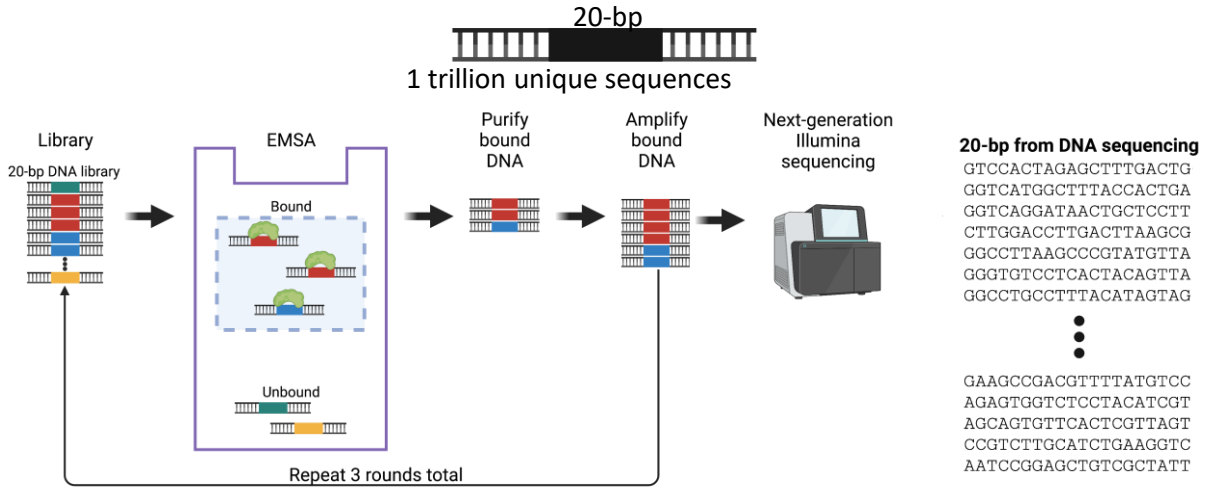 20-bp
1 trillion unique sequences
Library
20-bp DNA library
EMSA
Bound
Unbound
Purify
bound
DNA
Amplify
bound
DNA
Next-generation
Illumina
sequencing
Repeat 3 rounds total
20-bp from DNA sequencing
GTCCACTAGAGCTTTGACTG
GGTCATGGCTTTACCACTGA
GGTCAGGATAACTGCTCCTT
CTTGGACCTTGACTTAAGCG
GGCCTTAAGCCCGTATGTTA
GGGTGTCCTCACTACAGTTA
GGCCTGCCTTTACATAGTAG
GAAGCCGACGTTTTATGTCC
AGAGTGGTCTCCTACATCGT
AGCAGTGTTCACTCGTTAGT
CCGTCTTGCATCTGAAGGTC
AATCCGGAGCTGTCGCTATT